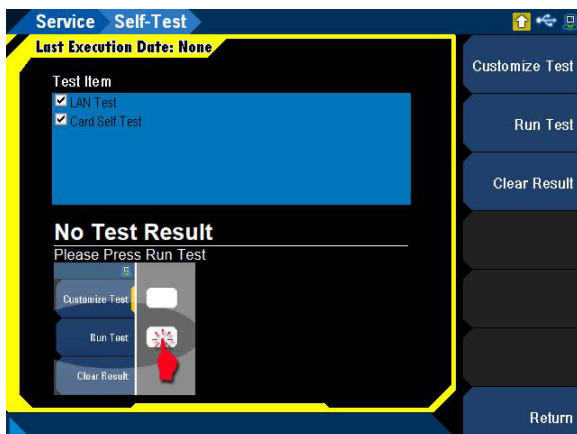 Service Self-Test
Last Execution Date: None
Test Item
LAN Test
Card Self Test
No Test Result
Please Press Run Test
Customize Test
Run Test
Clear Result
Customize Test
Run Test
Clear Result
Return